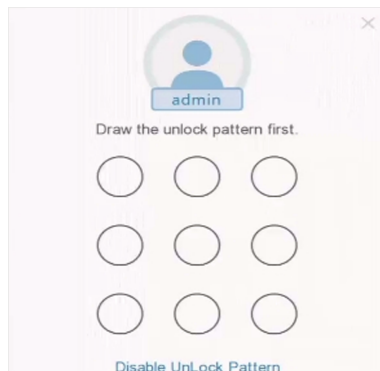 admin
Draw the unlock pattern first.
Disable UnLock Pattern